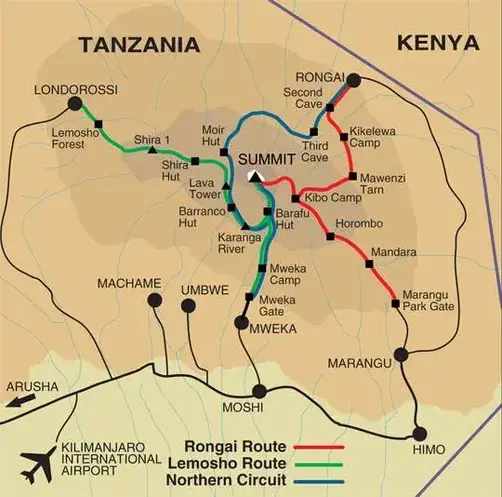 TANZANIA
KENYA
RONGAI
LONDOROSSI
Second
Cave
Lemosho
Forest
Moir
Hut
Third
Cave
Kikelewa
Camp
Shira 1
Shira
Hut
SUMMIT
Mawenzi
Tarn
Lava
Tower
Kibo Camp
Barranco
Hut
Barafu
Hut
Horombo
Karanga
River
Mandara
Mweka
Camp
MACHAME
UMBWE
Mweka
Gate
Marangu
Park Gate
MWEKA
MARANGU
ARUSHA
MOSHI
HIMO
KILIMANJARO
INTERNATIONAL
AIRPORT
Rongai Route
Lemosho Route
Northern Circuit